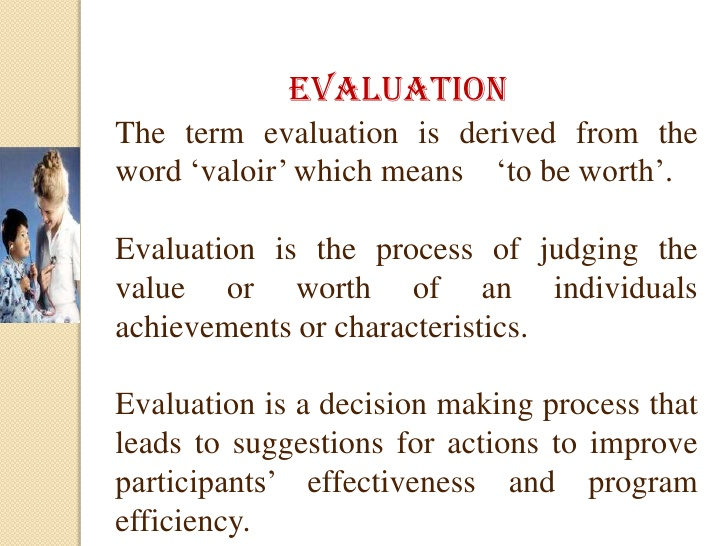 EVALUATION
The term evaluation is derived from the
word ‘valoir’ which means ‘to be worth’.
Evaluation is the process of judging the
value or worth of an individuals
achievements or characteristics.
Evaluation is a decision making process that
leads to suggestions for actions to improve
participants’ effectiveness and program
efficiency.